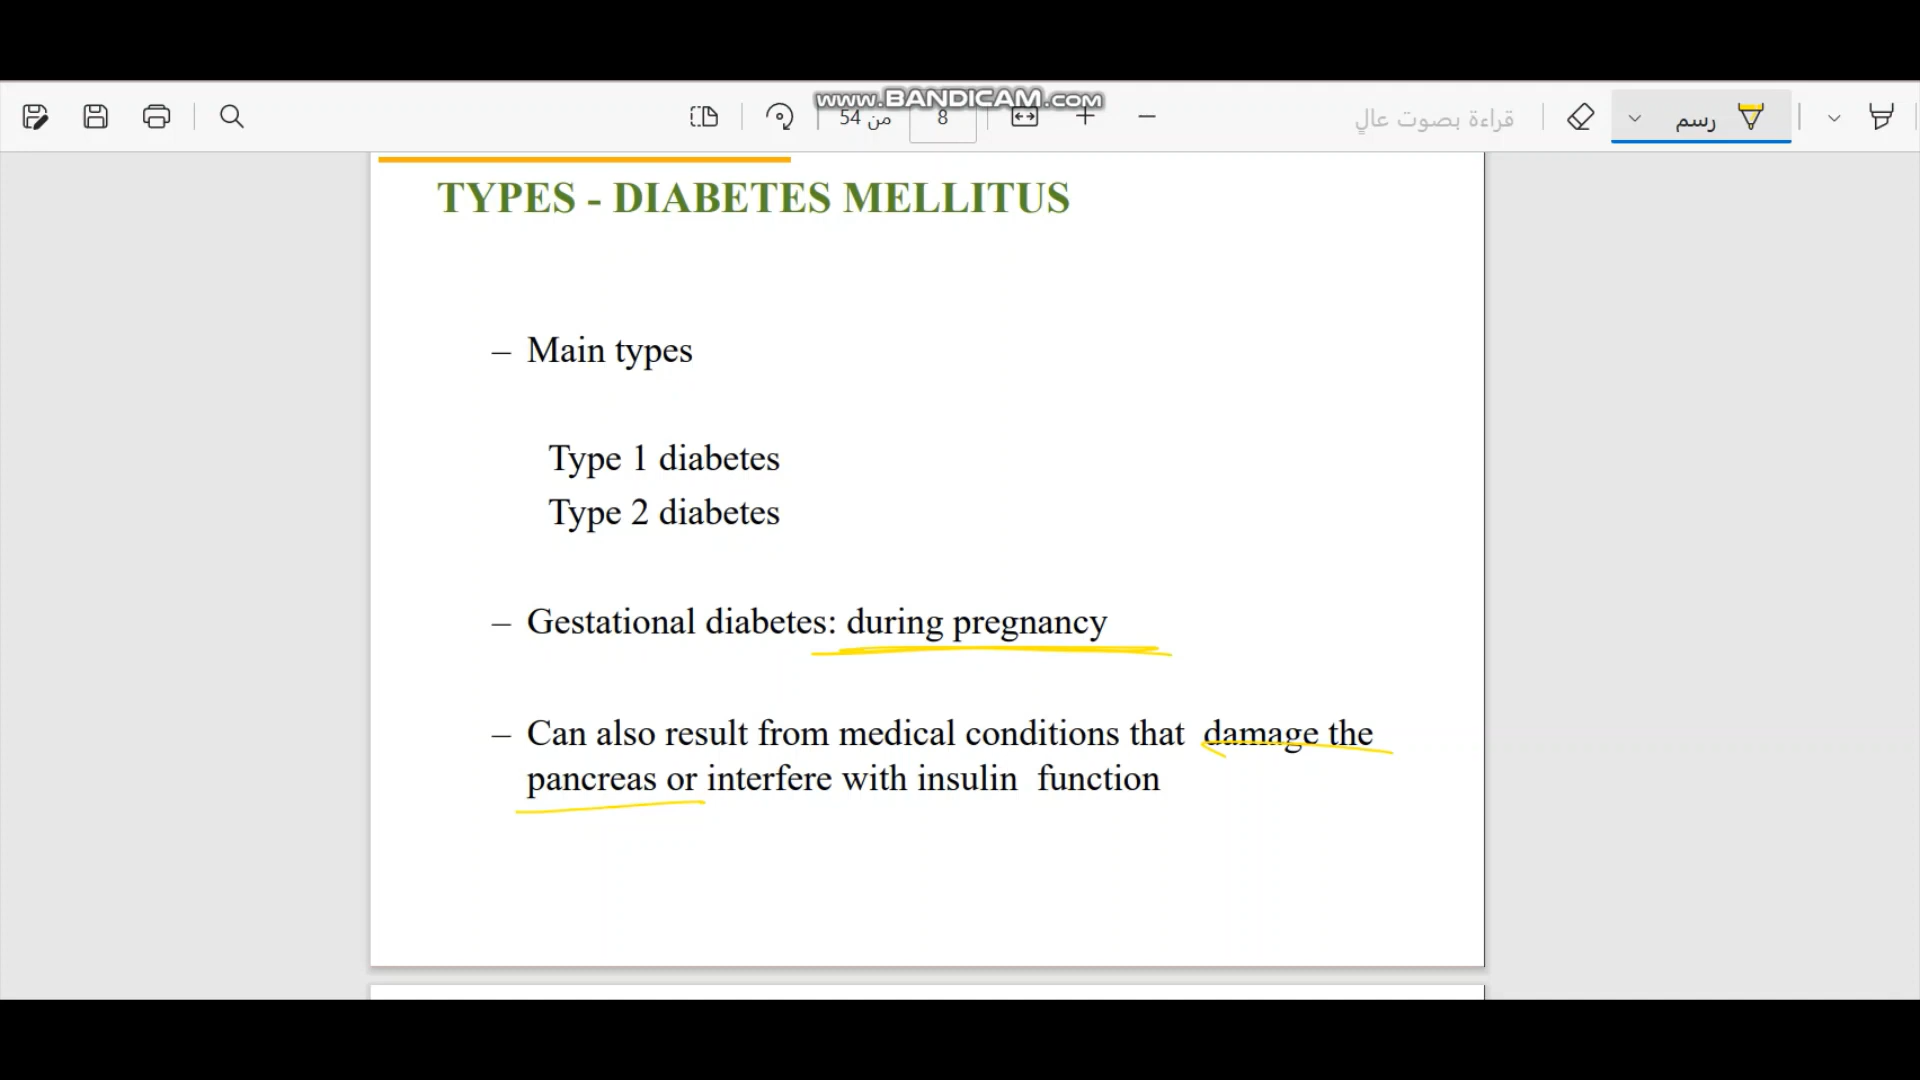 www.BANDICAM.com
54 من
8
قراءة بصوت عالٍ
رسم
TYPES - DIABETES MELLITUS
– Main types
Type 1 diabetes
Type 2 diabetes
– Gestational diabetes: during pregnancy
– Can also result from medical conditions that damage the
pancreas or interfere with insulin function